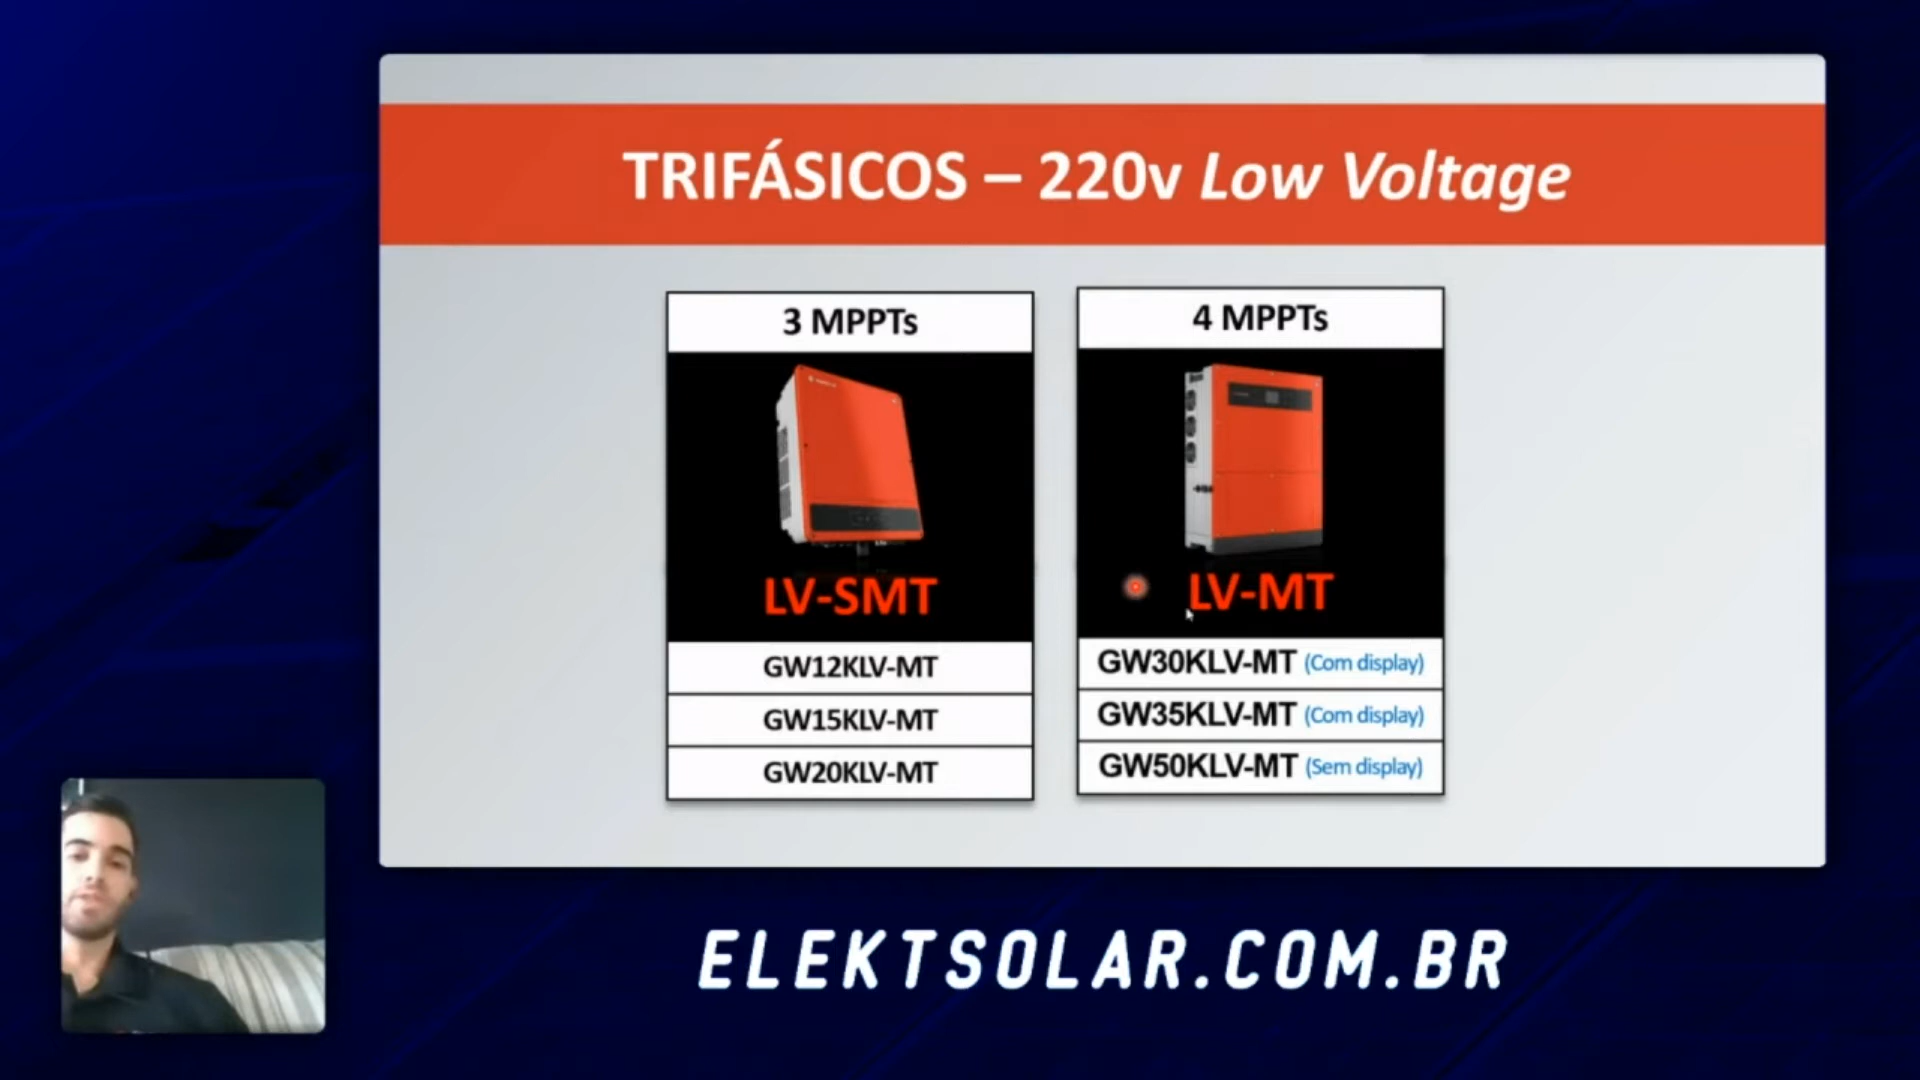 TRIFÁSICOS – 220v Low Voltage
3 MPPTs
LV-SMT
GW12KLV-MT
GW15KLV-MT
GW20KLV-MT
4 MPPTs
LV-MT
GW30KLV-MT (Com display)
GW35KLV-MT (Com display)
GW50KLV-MT (Sem display)
ELEKTSOLAR.COM.BR